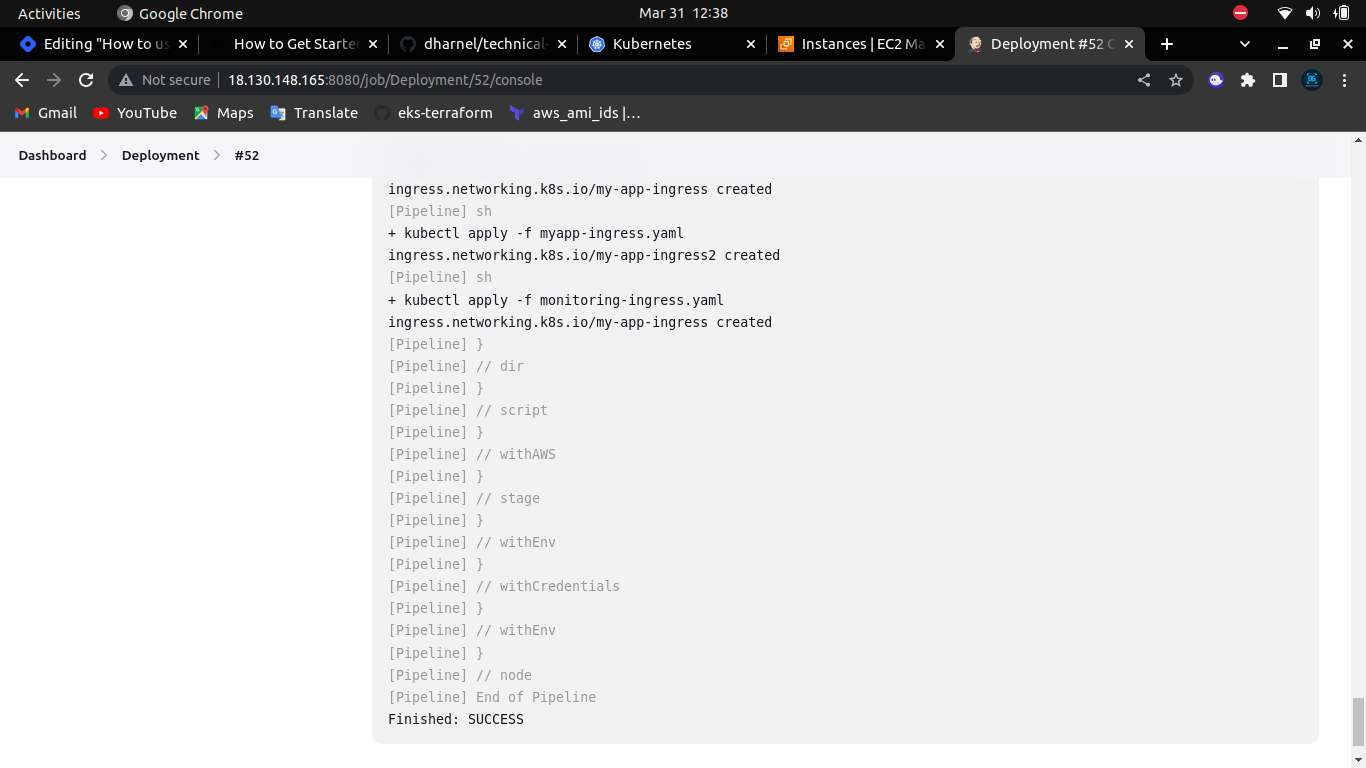 Activities Google Chrome Mar 31 12:38
Editing "How to us How to Get Starte dharnel/technical- Kubernetes Instances | EC2 Ma Deployment #52 C
Not secure 18.130.148.165:8080/job/Deployment/52/console
Gmail YouTube Maps Translate eks-terraform aws_ami_ids |...
Dashboard Deployment #52
ingress.networking.k8s.io/my-app-ingress created
[Pipeline] sh
+ kubectl apply -f myapp-ingress.yaml
ingress.networking.k8s.io/my-app-ingress2 created
[Pipeline] sh
+ kubectl apply -f monitoring-ingress.yaml
ingress.networking.k8s.io/my-app-ingress created
[Pipeline] }
[Pipeline] // dir
[Pipeline] }
[Pipeline] // script
[Pipeline] }
[Pipeline] // withAWS
[Pipeline] }
[Pipeline] // stage
[Pipeline] }
[Pipeline] // withEnv
[Pipeline] }
[Pipeline] // withCredentials
[Pipeline] }
[Pipeline] // withEnv
[Pipeline] }
[Pipeline] // node
[Pipeline] End of Pipeline
Finished: SUCCESS